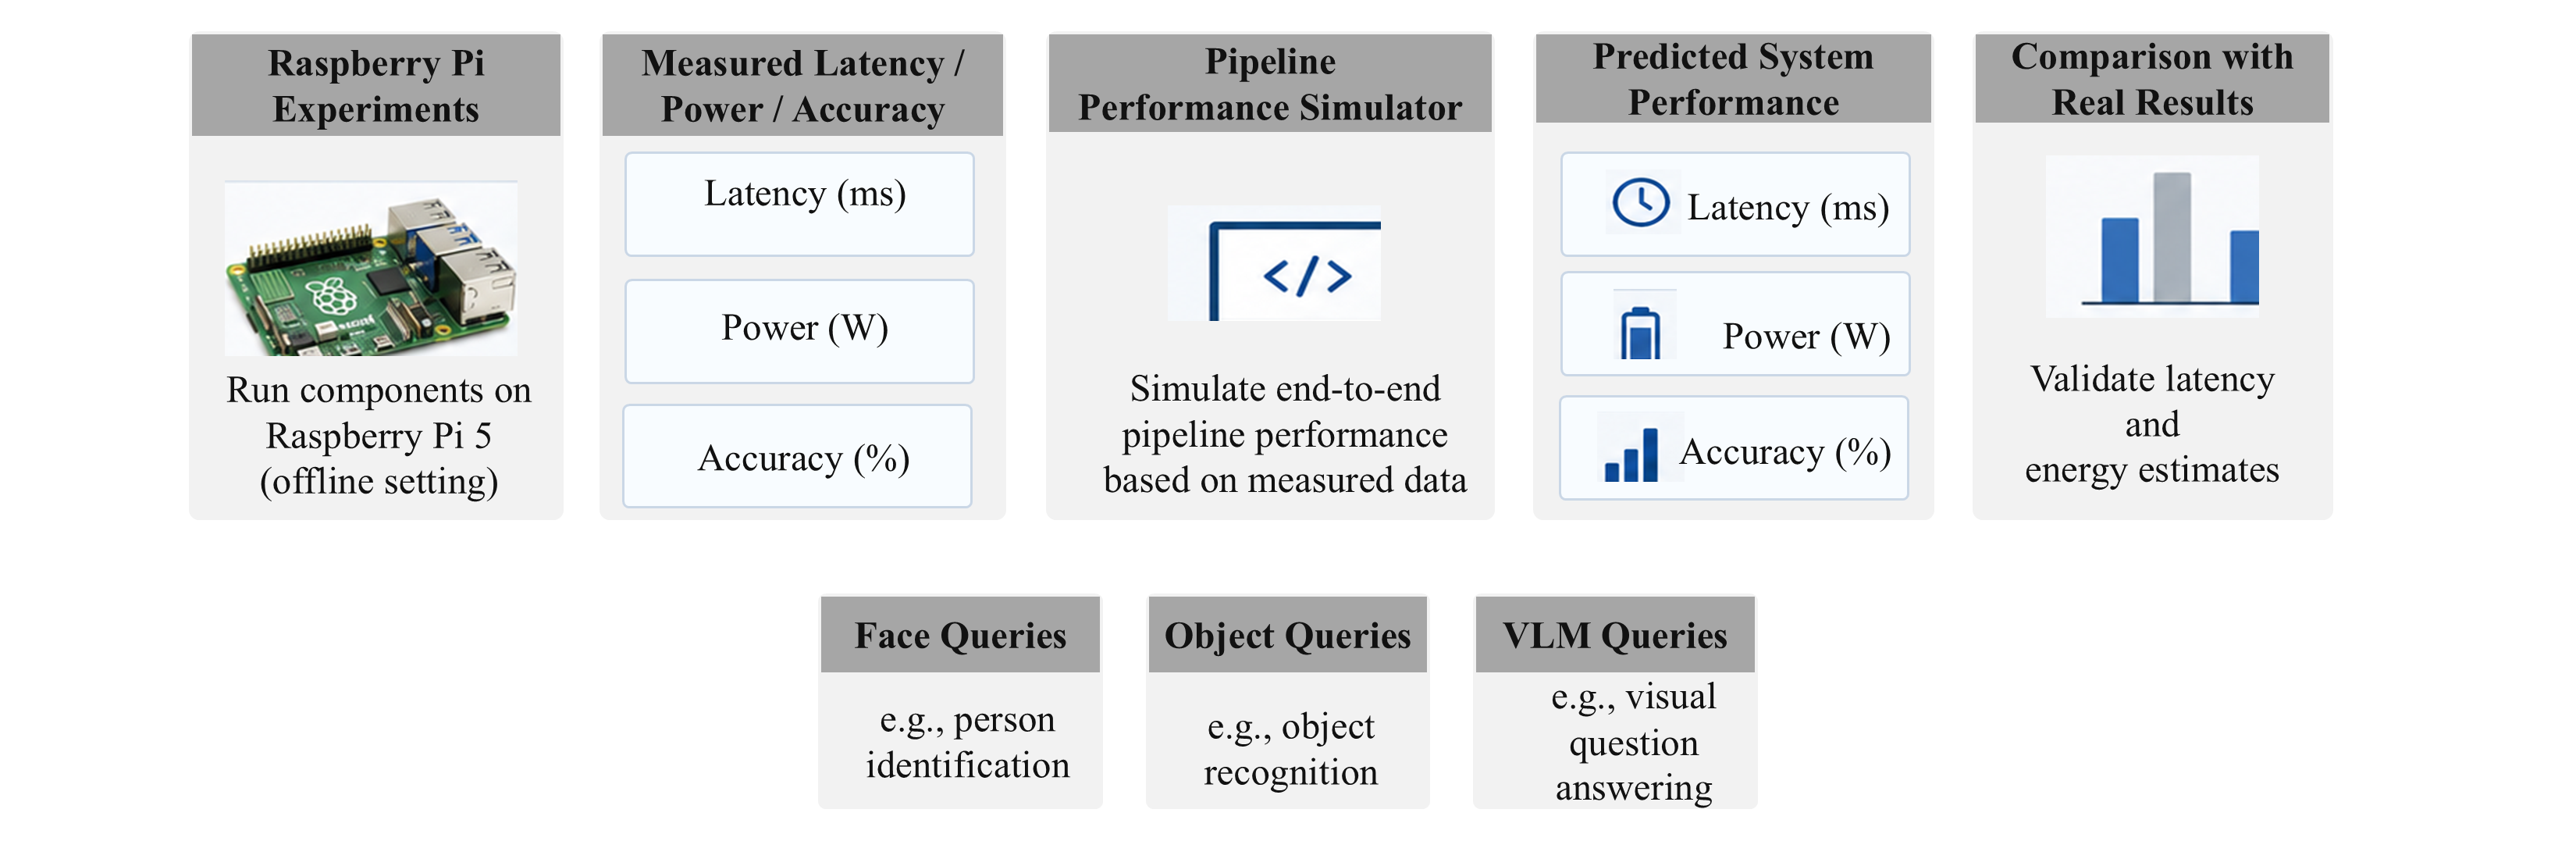 Raspberry Pi
Experiments
Run components on
Raspberry Pi 5
(offline setting)
Measured Latency /
Power / Accuracy
Latency (ms)
Power (W)
Accuracy (%)
Pipeline
Performance Simulator
</>
Simulate end-to-end
pipeline performance
based on measured data
Predicted System
Performance
Latency (ms)
Power (W)
Accuracy (%)
Comparison with
Real Results
Validate latency
and
energy estimates
Face Queries
e.g., person
identification
Object Queries
e.g., object
recognition
VLM Queries
e.g., visual
question
answering